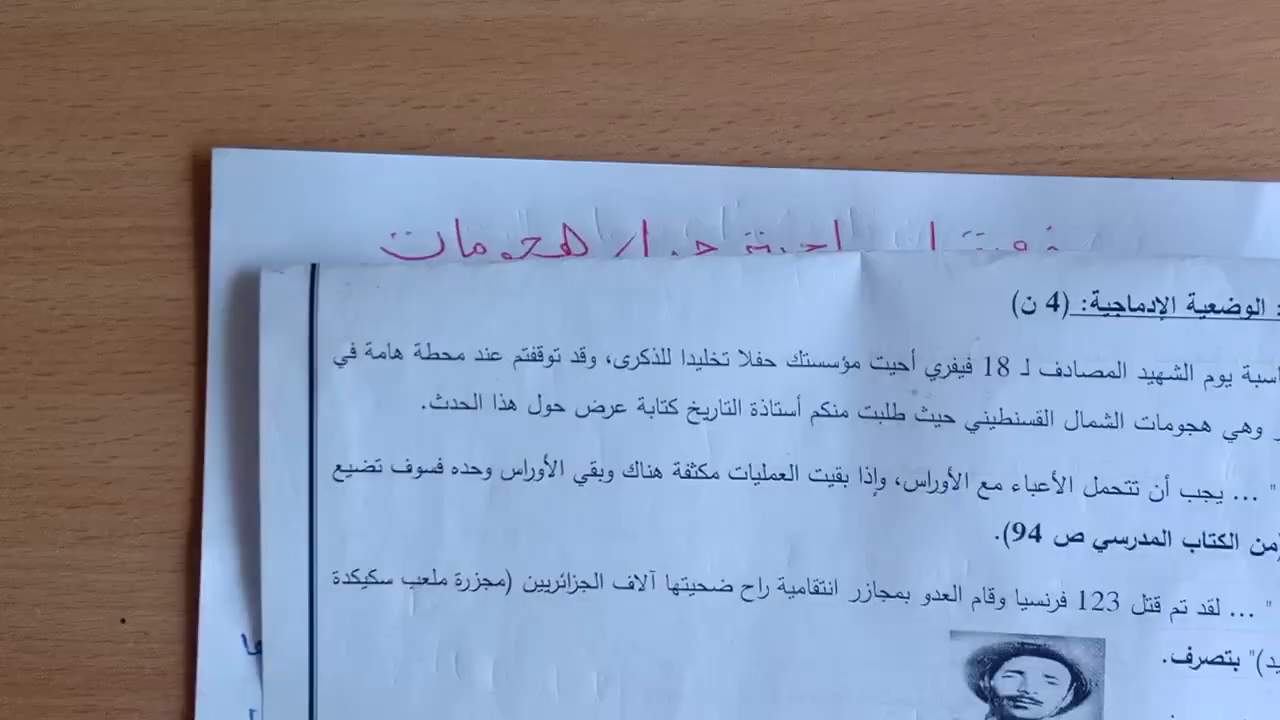 حول هجومات
الوضعية الإدماجية: (4 ن)
يوم الشهيد المصادف لـ 18 فيفري أحيت مؤسستك حفلا تخليدا للذكرى، وقد توقفتم عند محطة هامة في
وهي هجومات الشمال القسنطيني حيث طلبت منكم أستاذة التاريخ كتابة عرض حول هذا الحدث.
" ... يجب أن تتحمل الأعباء مع الأوراس، وإذا بقيت العمليات مكثفة هناك وبقي الأوراس وحده فسوف تضيع
(من الكتاب المدرسي ص 94).
" ... لقد تم قتل 123 فرنسيا وقام العدو بمجازر انتقامية راح ضحيتها آلاف الجزائريين (مجزرة ملعب سكيكدة
)" بتصرف.